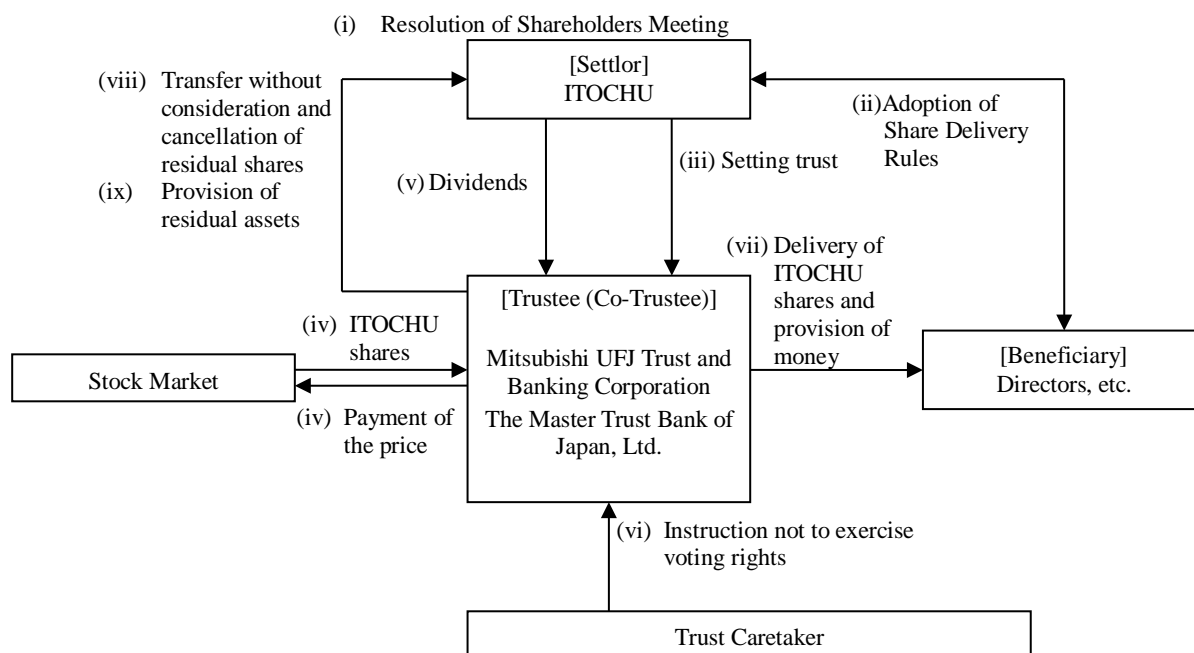 (i) Resolution of Shareholders Meeting
[Settlor]
ITOCHU
(viii) Transfer without
consideration and
cancellation of
residual shares
(ix) Provision of
residual assets
(ii) Adoption of
Share Delivery
Rules
(iii) Setting trust
(v) Dividends
(vii) Delivery of
ITOCHU
shares and
provision of
money
[Trustee (Co-Trustee)]
Mitsubishi UFJ Trust and
Banking Corporation
The Master Trust Bank of
Japan, Ltd.
(iv) ITOCHU
shares
Stock Market
(iv) Payment of
the price
[Beneficiary]
Directors, etc.
(vi) Instruction not to exercise
voting rights
Trust Caretaker